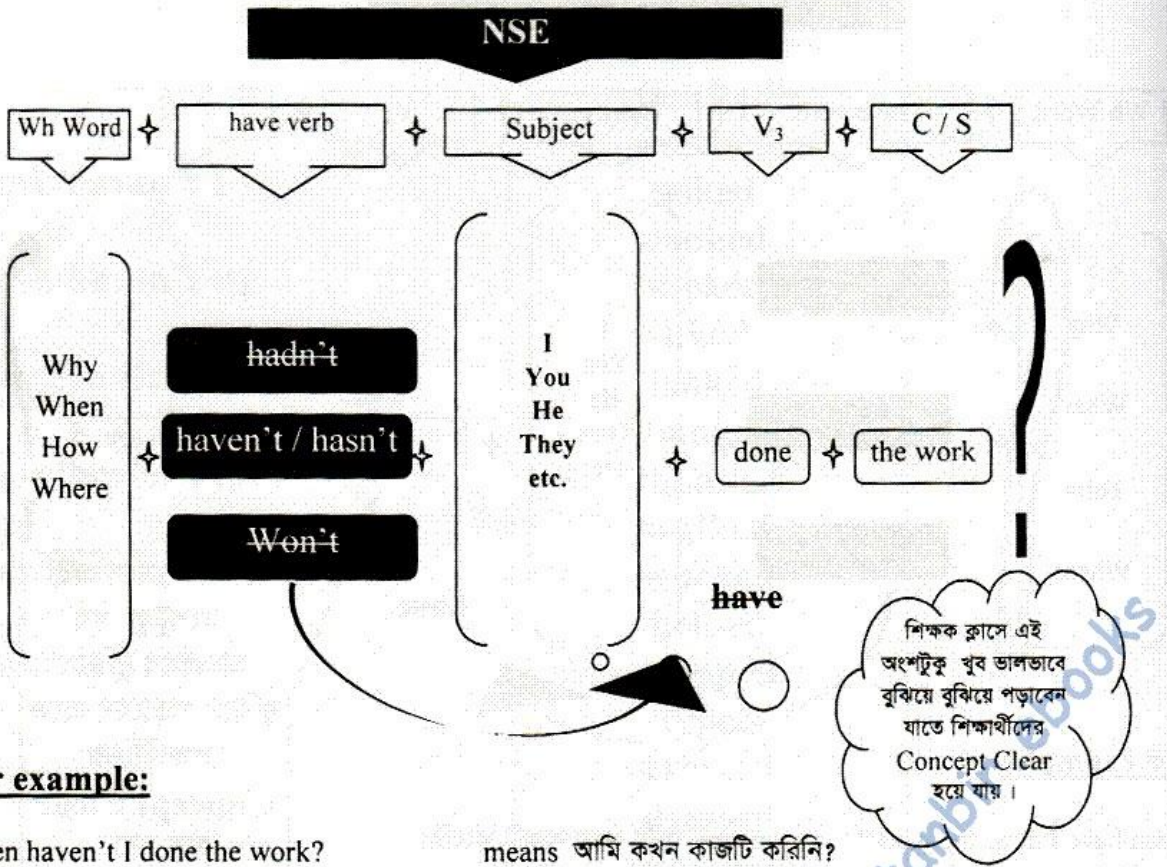 NSE
Wh Word + have verb + Subject + V₃ + C / S
Why
When
How
Where
hadn't
haven't / hasn't
Won't
I
You
He
They
etc.
done + the work
?
have
শিক্ষক ক্লাসে এই
অংশটুকু খুব ভালভাবে
বুঝিয়ে বুঝিয়ে পড়াবেন
যাতে শিক্ষার্থীদের
Concept Clear
হয়ে যায় ।
r example:
en haven't I done the work? means আমি কখন কাজটি করিনি?
ebooks